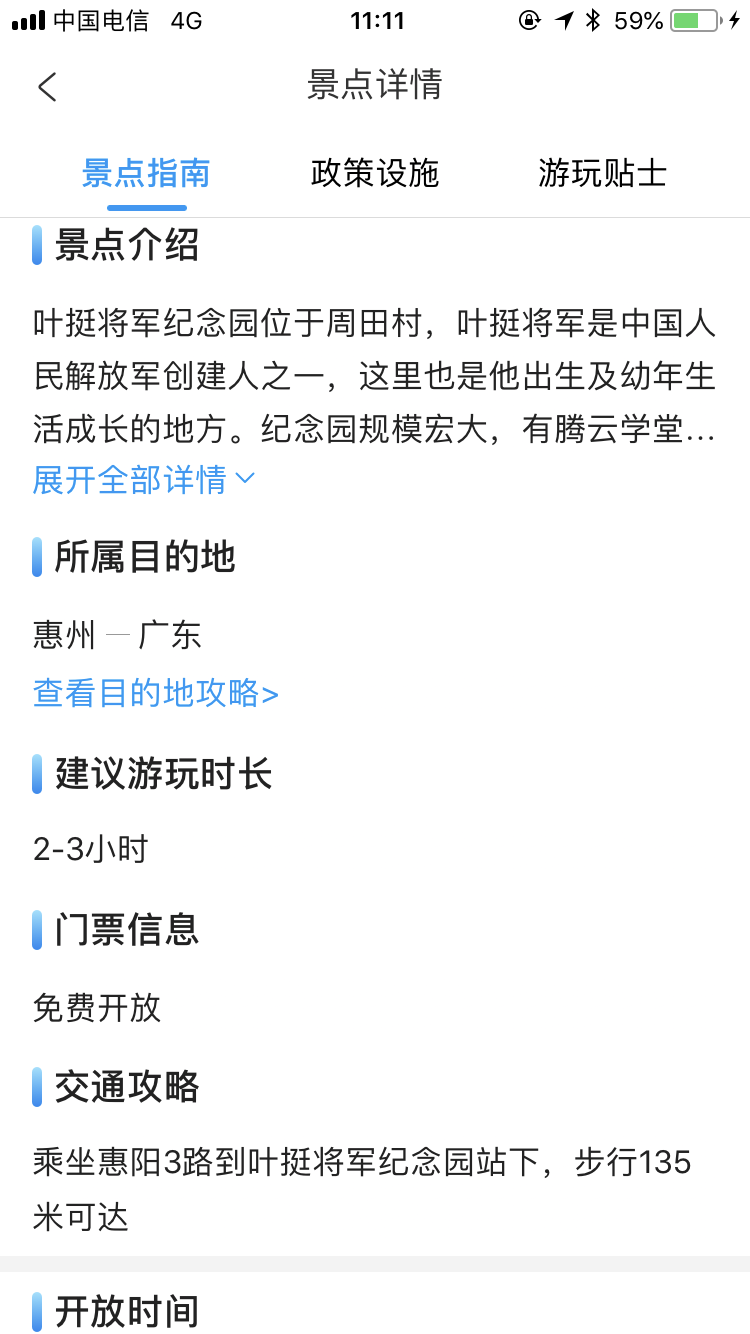 中国电信 4G 11:11 59%
景点详情
景点指南 政策设施 游玩贴士
景点介绍
叶挺将军纪念园位于周田村，叶挺将军是中国人
民解放军创建人之一，这里也是他出生及幼年生
活成长的地方。纪念园规模宏大，有腾云学堂...
展开全部详情
所属目的地
惠州 — 广东
查看目的地攻略>
建议游玩时长
2-3小时
门票信息
免费开放
交通攻略
乘坐惠阳3路到叶挺将军纪念园站下，步行135
米可达
开放时间